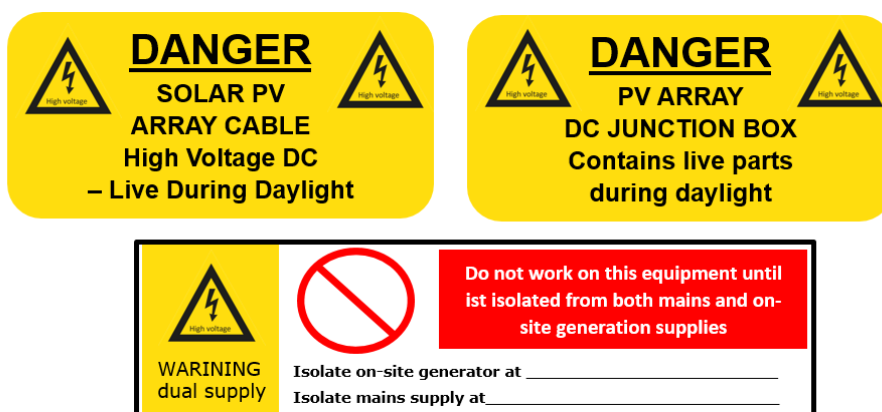 DANGER
High voltage
High voltage
SOLAR PV
ARRAY CABLE
High Voltage DC
– Live During Daylight
DANGER
High voltage
High voltage
PV ARRAY
DC JUNCTION BOX
Contains live parts
during daylight
High voltage
WARINING
dual supply
Do not work on this equipment until
ist isolated from both mains and on-
site generation supplies
Isolate on-site generator at ____________________________
Isolate mains supply at_________________________________